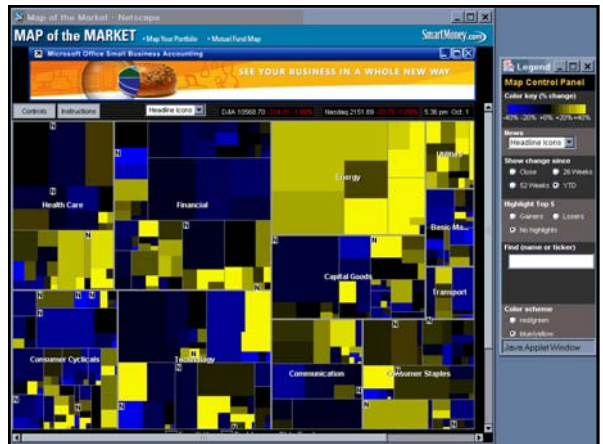 Map of the Market - Netscape
MAP of the MARKET
• Map Your Portfolio
• Mutual Fund Map
SmartMoney.com
Microsoft Office Small Business Accounting
SEE YOUR BUSINESS IN A WHOLE NEW WAY
Controls
Instructions
Headline Icons
DJIA 10568.70
Nasdaq 2151.69
5:36 pm Oct. 1
Health Care
Financial
Energy
Utilities
Basic Ma...
Capital Goods
Transport
Consumer Cyclicals
Technology
Communication
Consumer Staples
Legend
Map Control Panel
Color key (% change)
-40% -20% +0% +20% +40%
News
Headline Icons
Show change since
Close
26 Weeks
52 Weeks
YTD
Highlight Top 5
Gainers
Losers
No highlights
Find (name or ticker)
Color scheme
red/green
blue/yellow
Java Applet Window